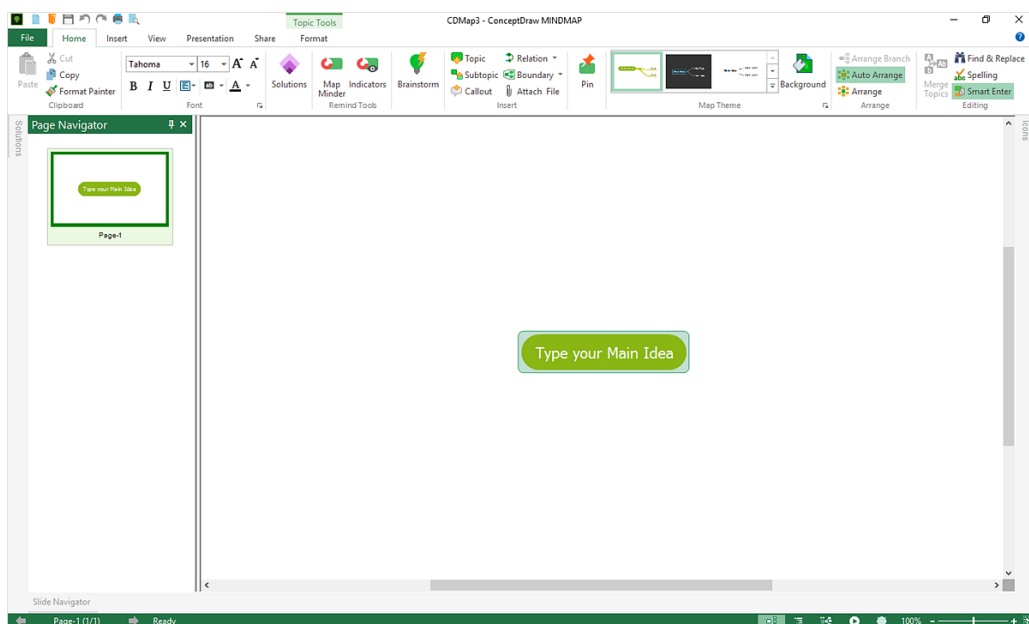 Topic Tools
CDMap3 - ConceptDraw MINDMAP
File Home Insert View Presentation Share Format
Paste
Cut
Copy
Format Painter
Clipboard
Tahoma 16 A A
B I U A
Font
Solutions
Map Minder
Indicators
Remind Tools
Brainstorm
Topic Relation
Subtopic Boundary
Callout Attach File
Insert
Pin
Map Theme
Background
Arrange Branch
Auto Arrange
Arrange
Arrange
Merge Topics
Find & Replace
Spelling
Smart Enter
Editing
Solutions
Page Navigator
Type your Main Idea
Page-1
Type your Main Idea
Icons
Slide Navigator
Page-1 (1/1) Ready 100%